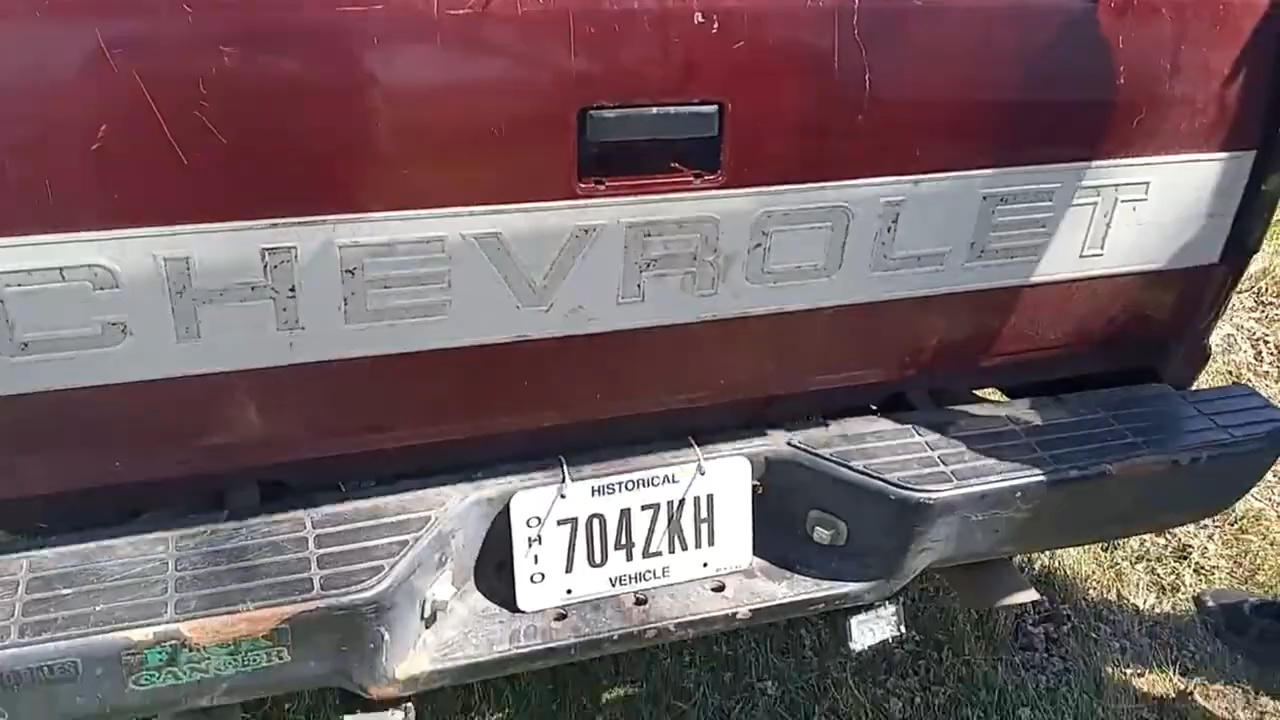 CHEVROLET
HISTORICAL
OHIO
704ZKH
VEHICLE
CANCER